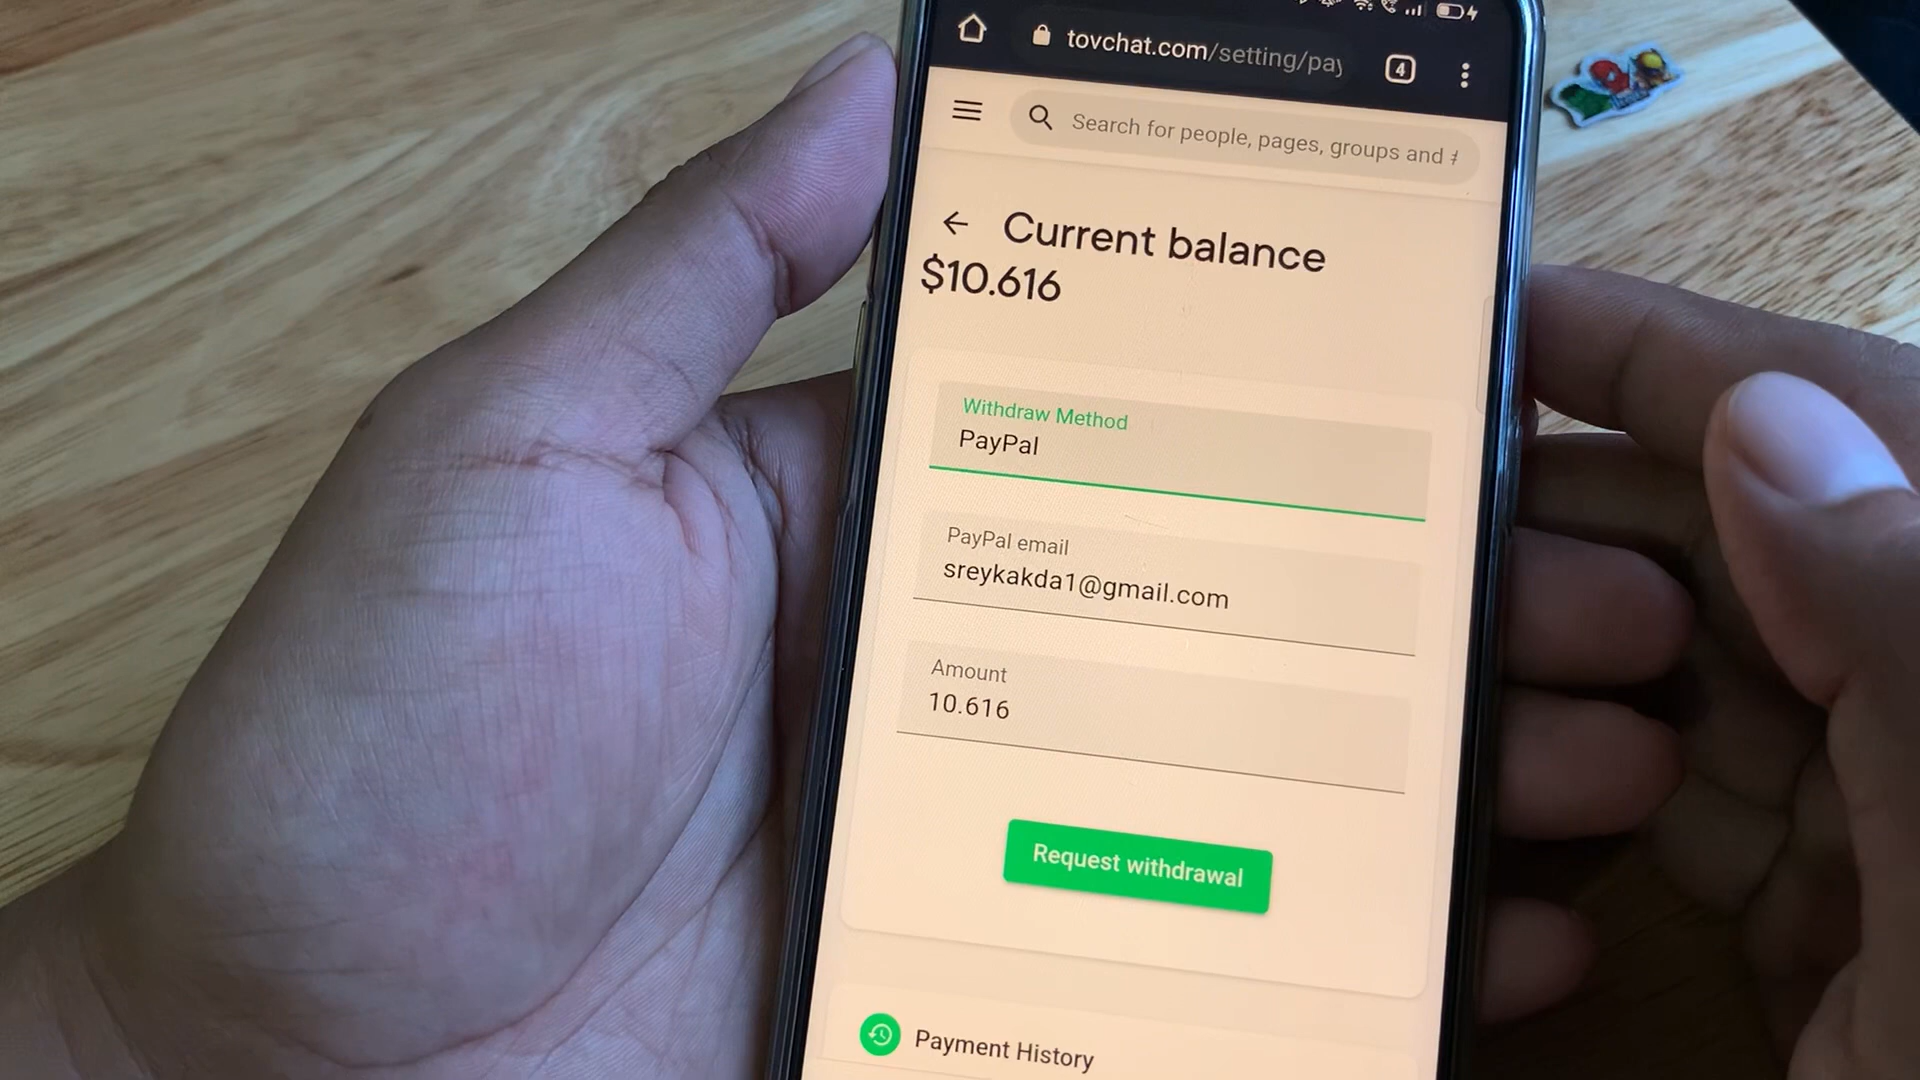 tovchat.com/setting/pay
4
Search for people, pages, groups and #
Current balance
$10.616
Withdraw Method
PayPal
PayPal email
sreykakda1@gmail.com
Amount
10.616
Request withdrawal
Payment History